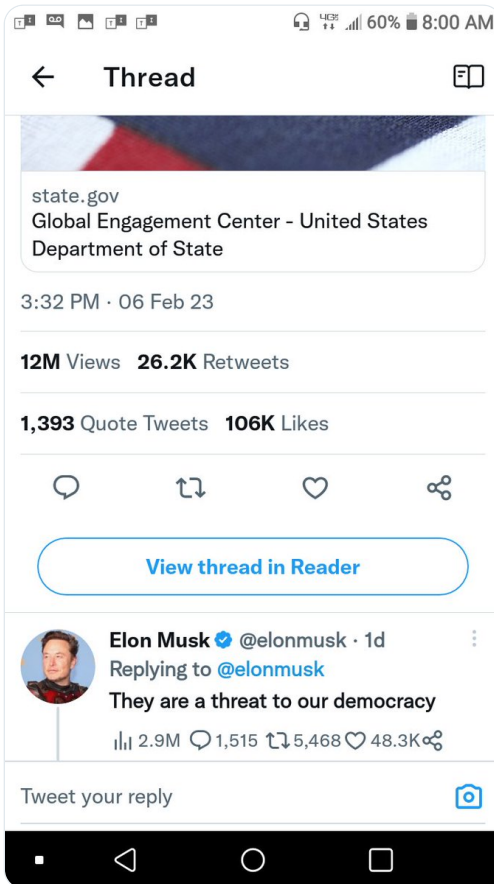 60% 8:00 AM
Thread
state.gov
Global Engagement Center - United States
Department of State
3:32 PM · 06 Feb 23
12M Views 26.2K Retweets
1,393 Quote Tweets 106K Likes
View thread in Reader
Elon Musk @elonmusk · 1d
Replying to @elonmusk
They are a threat to our democracy
2.9M 1,515 5,468 48.3K
Tweet your reply